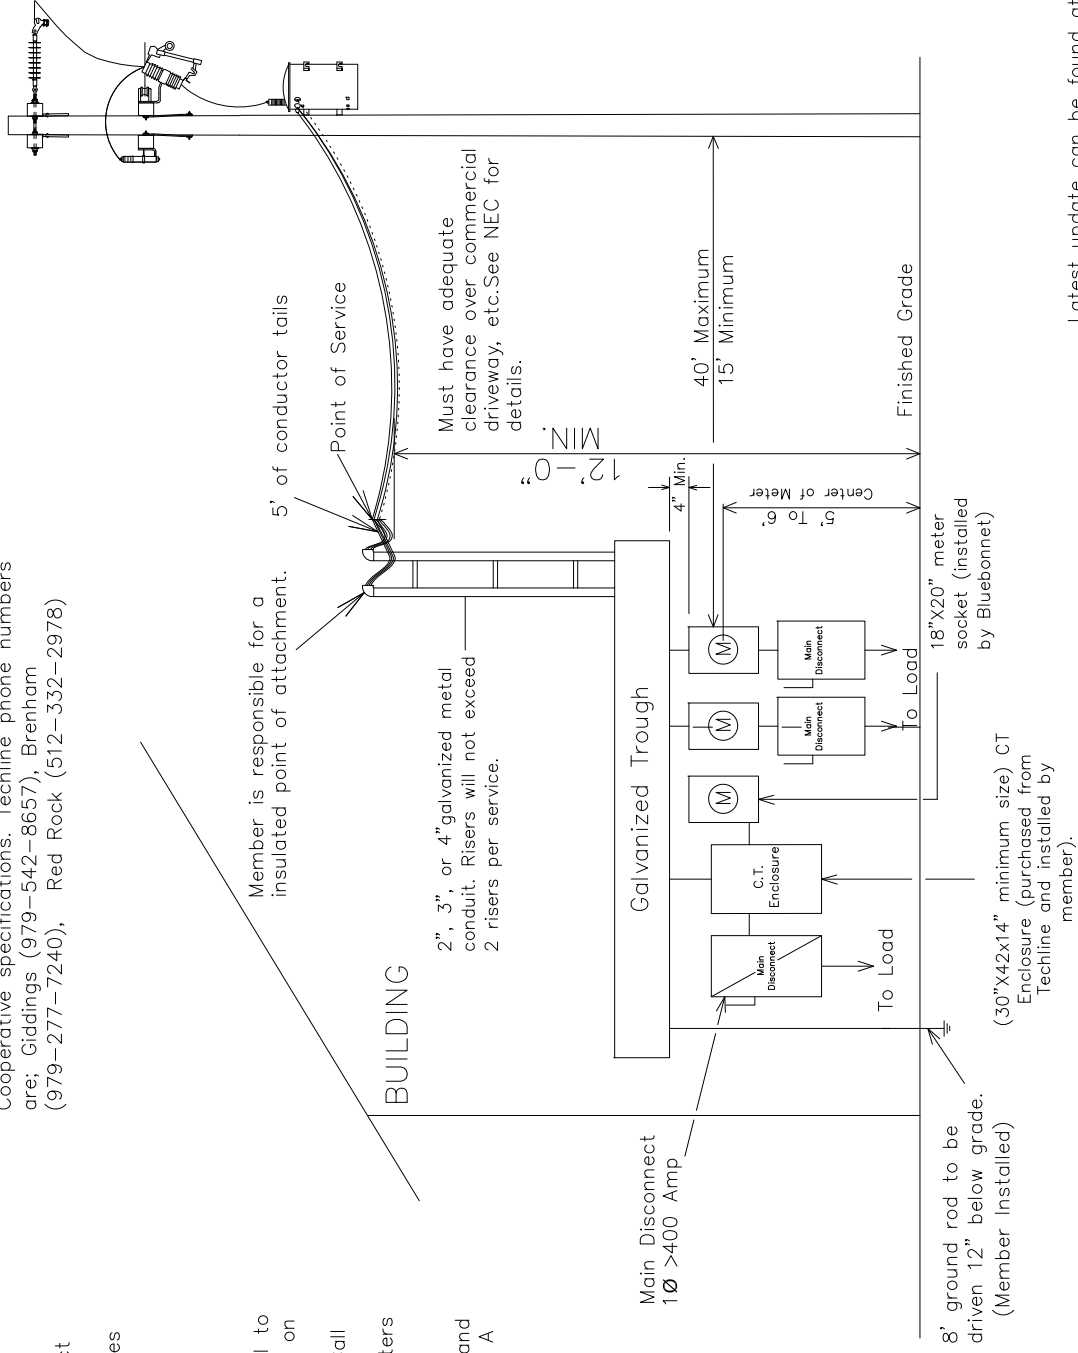 Cooperative specifications. Techline phone numbers
are; Giddings (979-542-8657), Brenham
(979-277-7240), Red Rock (512-332-2978)
Member is responsible for a
insulated point of attachment.
5' of conductor tails
Point of Service
Must have adequate
clearance over commercial
driveway, etc.See NEC for
details.
2", 3", or 4"galvanized metal
conduit. Risers will not exceed
2 risers per service.
BUILDING
12'-0"
MIN.
40' Maximum
15' Minimum
Finished Grade
4" Min.
5' To 6'
Center of Meter
Galvanized Trough
M
M
M
Main
Disconnect
Main
Disconnect
C.T.
Enclosure
Main
Disconnect
To Load
To Load
18"X20" meter
socket (installed
by Bluebonnet)
(30"X42x14" minimum size) CT
Enclosure (purchased from
Techline and installed by
member).
Main Disconnect
1Ø >400 Amp
8' ground rod to be
driven 12" below grade.
(Member Installed)
Latest update can be found at
to
on
and
A